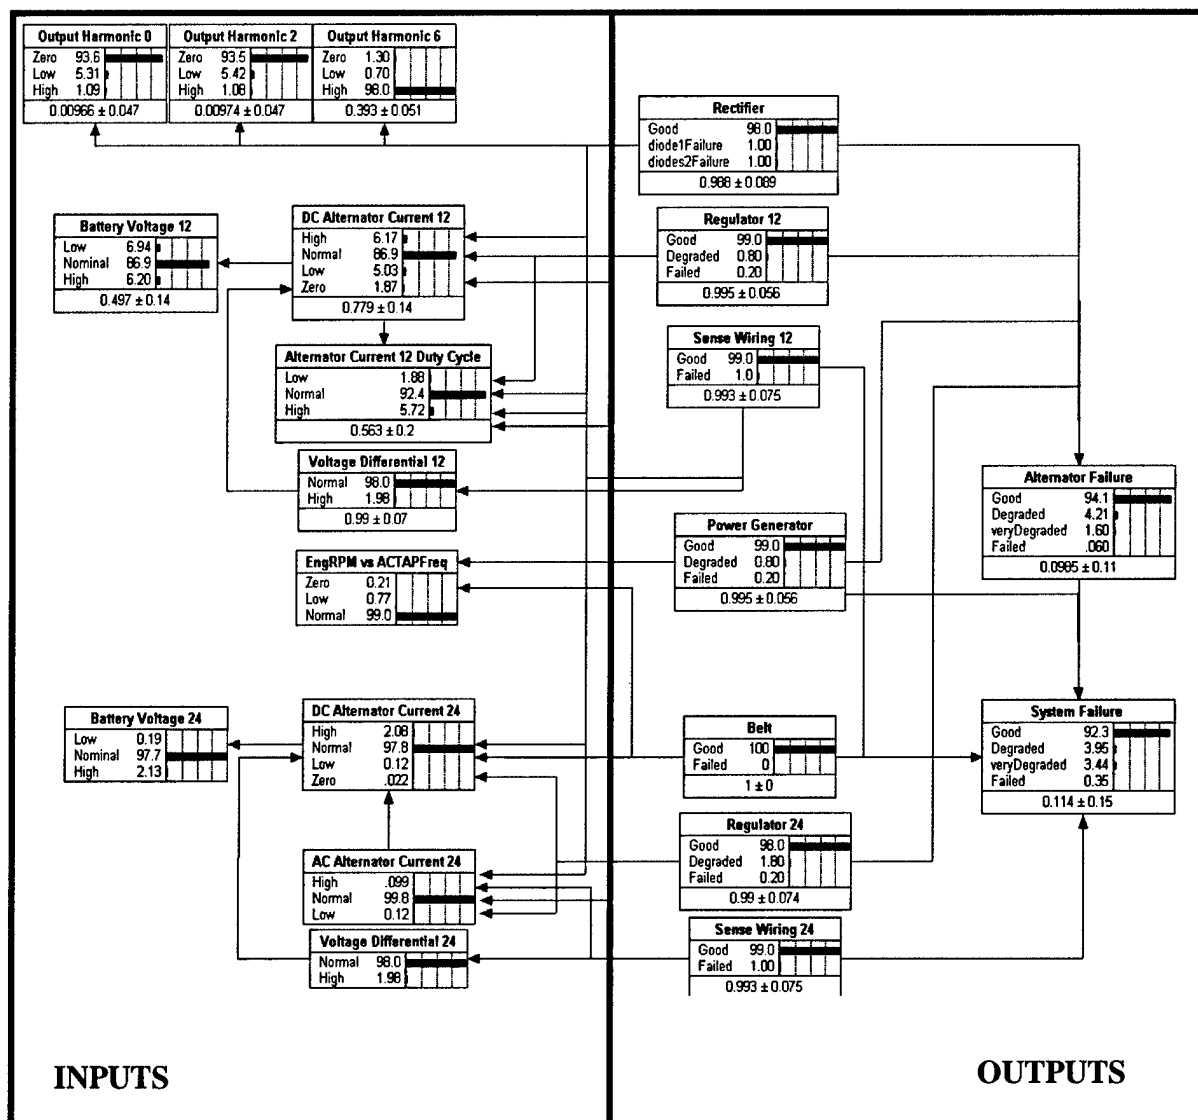 Output Harmonic 0
Zero 93.6
Low 5.31
High 1.09
0.00966 ± 0.047
Output Harmonic 2
Zero 93.5
Low 5.42
High 1.08
0.00974 ± 0.047
Output Harmonic 6
Zero 1.30
Low 0.70
High 98.0
0.393 ± 0.051
Rectifier
Good 98.0
diode1Failure 1.00
diodes2Failure 1.00
0.988 ± 0.089
Battery Voltage 12
Low 6.94
Nominal 86.9
High 6.20
0.497 ± 0.14
DC Alternator Current 12
High 6.17
Normal 86.9
Low 5.03
Zero 1.87
0.779 ± 0.14
Regulator 12
Good 99.0
Degraded 0.80
Failed 0.20
0.995 ± 0.056
Alternator Current 12 Duty Cycle
Low 1.88
Normal 92.4
High 5.72
0.563 ± 0.2
Sense Wiring 12
Good 99.0
Failed 1.0
0.993 ± 0.075
Voltage Differential 12
Normal 98.0
High 1.98
0.99 ± 0.07
Alternator Failure
Good 94.1
Degraded 4.21
veryDegraded 1.60
Failed .060
0.0985 ± 0.11
EngRPM vs ACTAPFreq
Zero 0.21
Low 0.77
Normal 99.0
Power Generator
Good 99.0
Degraded 0.80
Failed 0.20
0.995 ± 0.056
Battery Voltage 24
Low 0.19
Nominal 97.7
High 2.13
DC Alternator Current 24
High 2.08
Normal 97.8
Low 0.12
Zero .022
Belt
Good 100
Failed 0
1 ± 0
System Failure
Good 92.3
Degraded 3.95
veryDegraded 3.44
Failed 0.35
0.114 ± 0.15
AC Alternator Current 24
High .099
Normal 99.8
Low 0.12
Regulator 24
Good 98.0
Degraded 1.80
Failed 0.20
0.99 ± 0.074
Voltage Differential 24
Normal 98.0
High 1.98
Sense Wiring 24
Good 99.0
Failed 1.00
0.993 ± 0.075
INPUTS
OUTPUTS